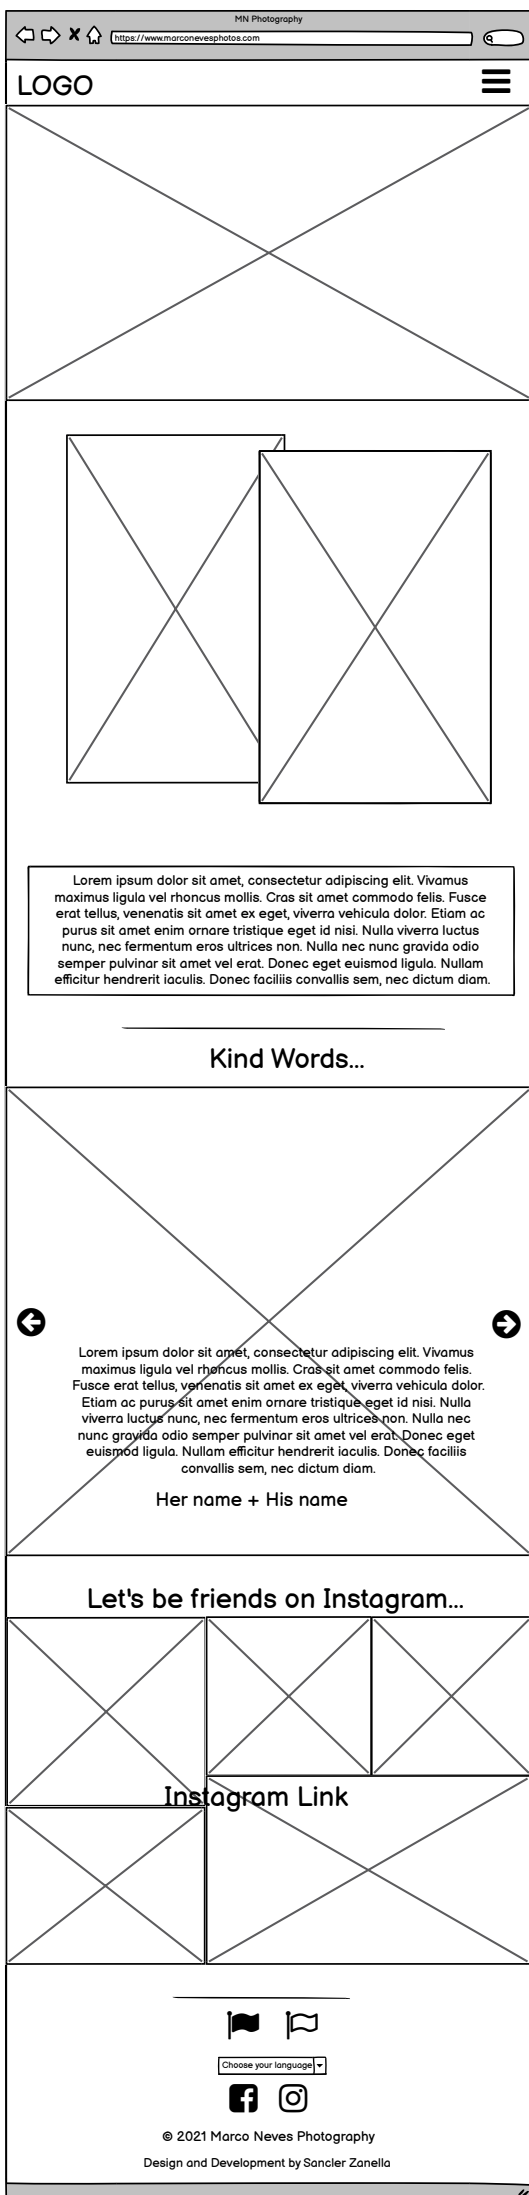 MN Photography
https://www.marconevesphotos.com
LOGO
Lorem ipsum dolor sit amet, consectetur adipiscing elit. Vivamus
maximus ligula vel rhoncus mollis. Cras sit amet commodo felis. Fusce
erat tellus, venenatis sit amet ex eget, viverra vehicula dolor. Etiam ac
purus sit amet enim ornare tristique eget id nisi. Nulla viverra luctus
nunc, nec fermentum eros ultrices non. Nulla nec nunc gravida odio
semper pulvinar sit amet vel erat. Donec eget euismod ligula. Nullam
efficitur hendrerit iaculis. Donec faciliis convallis sem, nec dictum diam.
Kind Words...
Lorem ipsum dolor sit amet, consectetur adipiscing elit. Vivamus
maximus ligula vel rhoncus mollis. Cras sit amet commodo felis.
Fusce erat tellus, venenatis sit amet ex eget, viverra vehicula dolor.
Etiam ac purus sit amet enim ornare tristique eget id nisi. Nulla
viverra luctus nunc, nec fermentum eros ultrices non. Nulla nec
nunc gravida odio semper pulvinar sit amet vel erat. Donec eget
euismod ligula. Nullam efficitur hendrerit iaculis. Donec faciliis
convallis sem, nec dictum diam.
Her name + His name
Let's be friends on Instagram...
Instagram Link
Choose your language
© 2021 Marco Neves Photography
Design and Development by Sancler Zanella